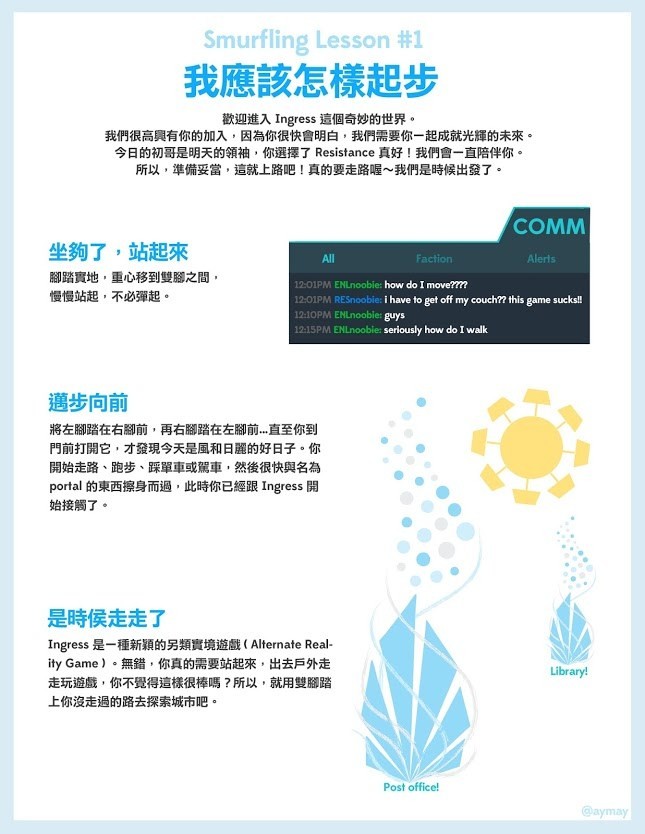 Smurfling Lesson #1
我應該怎樣起步
歡迎進入 Ingress 這個奇妙的世界。
我們很高興有你的加入，因為你很快會明白，我們需要你一起成就光輝的未來。
今日的初哥是明天的領袖，你選擇了 Resistance 真好！我們會一直陪伴你。
所以，準備妥當，這就上路吧！真的要走路喔～我們是時候出發了。
坐夠了，站起來
腳踏實地，重心移到雙腳之間，
慢慢站起，不必彈起。
COMM
All Faction Alerts
12:01PM ENLnoobie: how do I move????
12:01PM RESnoobie: i have to get off my couch?? this game sucks!!
12:10PM ENLnoobie: guys
12:15PM ENLnoobie: seriously how do I walk
邁步向前
將左腳踏在右腳前，再右腳踏在左腳前...直至你到
門前打開它，才發現今天是風和日麗的好日子。你
開始走路、跑步、踩單車或駕車，然後很快與名為
portal 的東西擦身而過，此時你已經跟 Ingress 開
始接觸了。
是時侯走走了
Ingress 是一種新穎的另類實境遊戲 ( Alternate Real-
ity Game ) 。無錯，你真的需要站起來，出去戶外走
走玩遊戲，你不覺得這樣很棒嗎？所以，就用雙腳踏
上你沒走過的路去探索城市吧。
Library!
Post office!
@aymay